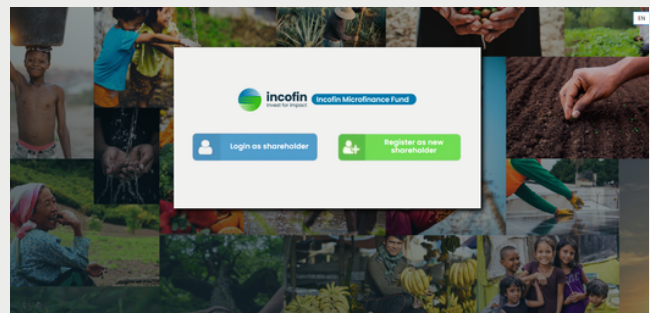 EN
incofin
invest for impact
Incofin Microfinance Fund
Login as shareholder
Register as new
shareholder